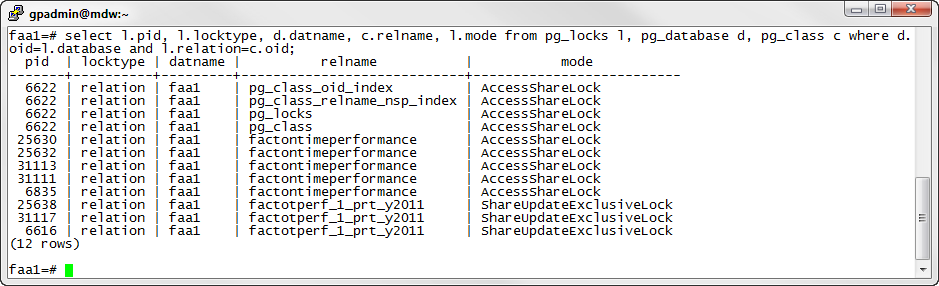 gpadmin@mdw:~
faa1=# select l.pid, l.locktype, d.datname, c.relname, l.mode from pg_locks l, pg_database d, pg_class c where d.
oid=l.database and l.relation=c.oid;
  pid  | locktype | datname |          relname           |           mode
-------+----------+---------+----------------------------+--------------------------
  6622 | relation | faa1    | pg_class_oid_index         | AccessShareLock
  6622 | relation | faa1    | pg_class_relname_nsp_index | AccessShareLock
  6622 | relation | faa1    | pg_locks                   | AccessShareLock
  6622 | relation | faa1    | pg_class                   | AccessShareLock
 25630 | relation | faa1    | factontimeperformance      | AccessShareLock
 25632 | relation | faa1    | factontimeperformance      | AccessShareLock
 31113 | relation | faa1    | factontimeperformance      | AccessShareLock
 31111 | relation | faa1    | factontimeperformance      | AccessShareLock
  6835 | relation | faa1    | factontimeperformance      | AccessShareLock
 25638 | relation | faa1    | factotperf_1_prt_y2011     | ShareUpdateExclusiveLock
 31117 | relation | faa1    | factotperf_1_prt_y2011     | ShareUpdateExclusiveLock
  6616 | relation | faa1    | factotperf_1_prt_y2011     | ShareUpdateExclusiveLock
(12 rows)
faa1=#